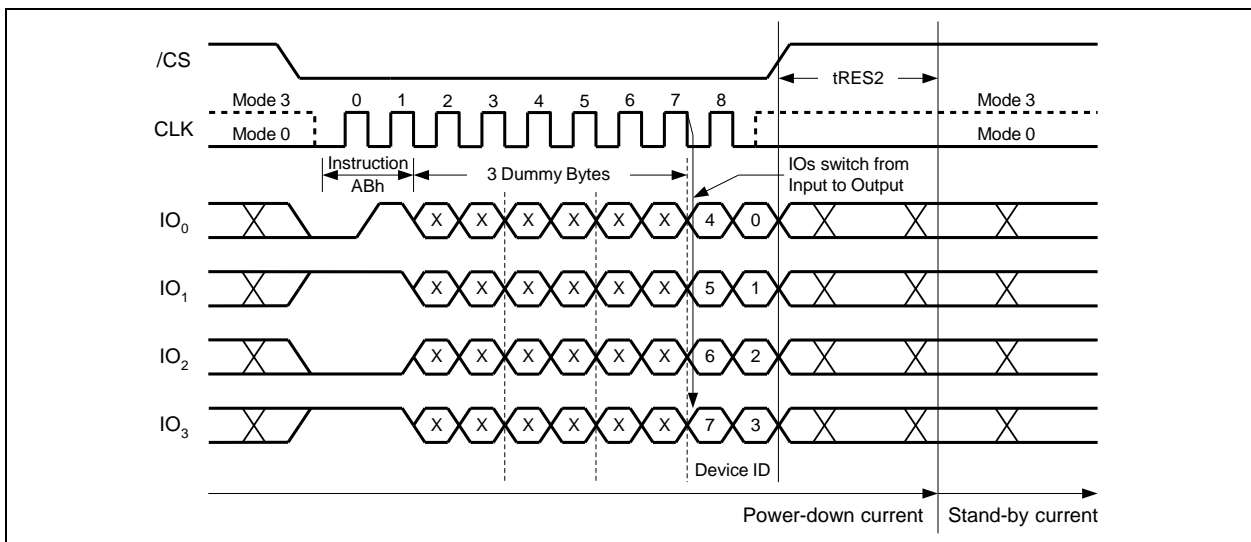 /CS
tRES2
Mode 3
0 1 2 3 4 5 6 7 8
Mode 3
CLK
Mode 0
Mode 0
Instruction
ABh
3 Dummy Bytes
IOs switch from
Input to Output
IO0
X X X X X X 4 0
IO1
X X X X X X 5 1
IO2
X X X X X X 6 2
IO3
X X X X X X 7 3
Device ID
Power-down current
Stand-by current